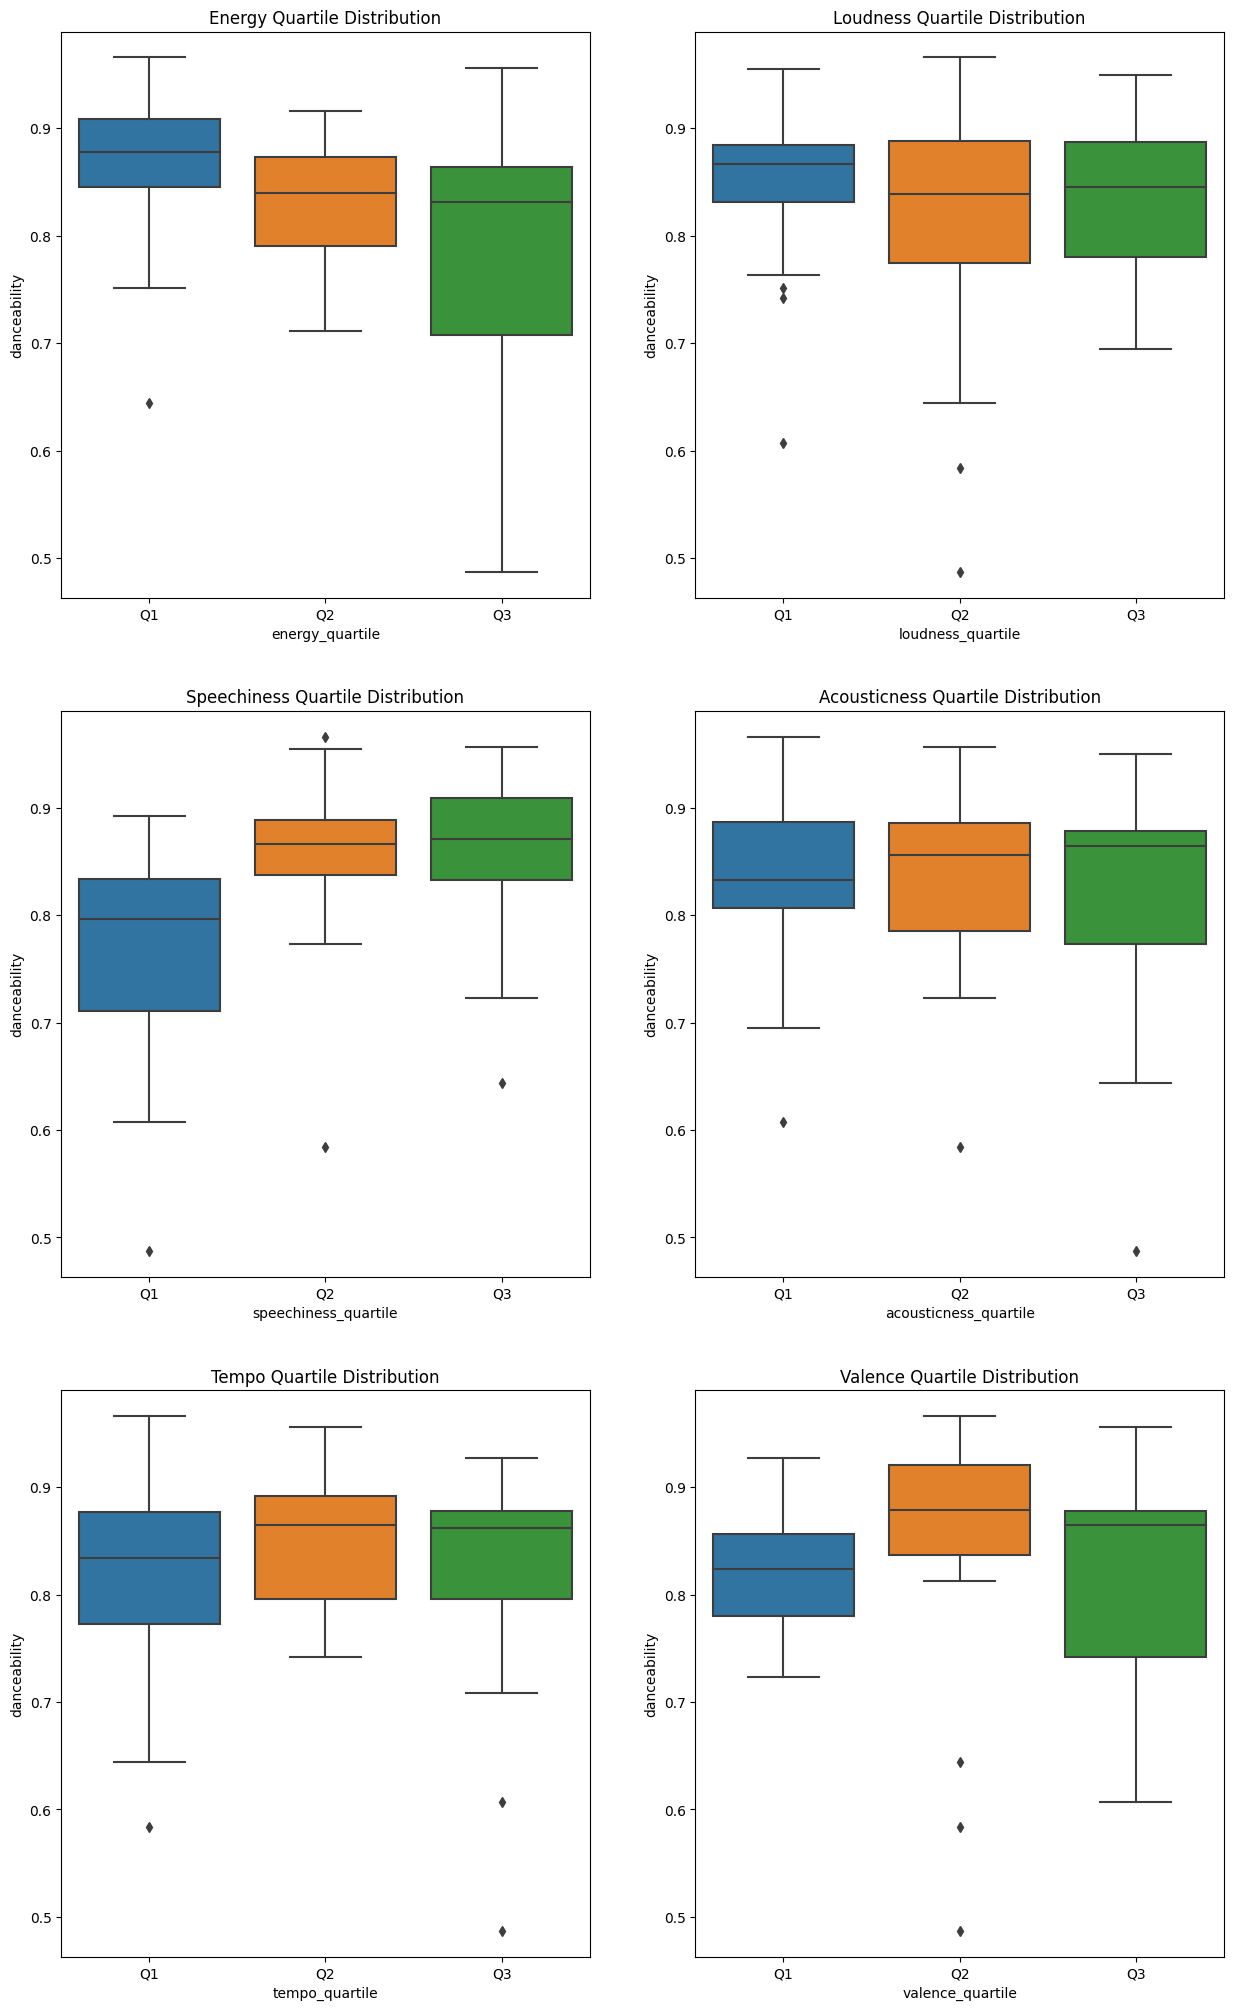 Energy Quartile Distribution
0.9
0.8
0.7
0.6
0.5
danceability
Q1 Q2 Q3
energy_quartile
Loudness Quartile Distribution
0.9
0.8
0.7
0.6
0.5
danceability
Q1 Q2 Q3
loudness_quartile
Speechiness Quartile Distribution
0.9
0.8
0.7
0.6
0.5
danceability
Q1 Q2 Q3
speechiness_quartile
Acousticness Quartile Distribution
0.9
0.8
0.7
0.6
0.5
danceability
Q1 Q2 Q3
acousticness_quartile
Tempo Quartile Distribution
0.9
0.8
0.7
0.6
0.5
danceability
Q1 Q2 Q3
tempo_quartile
Valence Quartile Distribution
0.9
0.8
0.7
0.6
0.5
danceability
Q1 Q2 Q3
valence_quartile